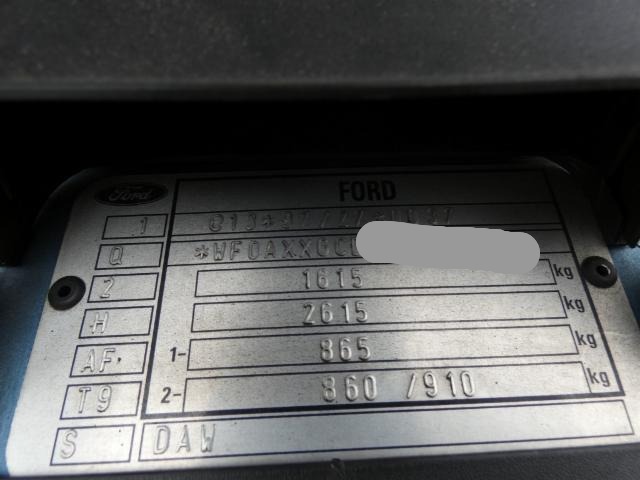 Ford FORD
1
Q *WF0AXXGC
2 1615 kg
H 2615 kg
AF 1- 865 kg
T9 2- 860 /910 kg
S DAW